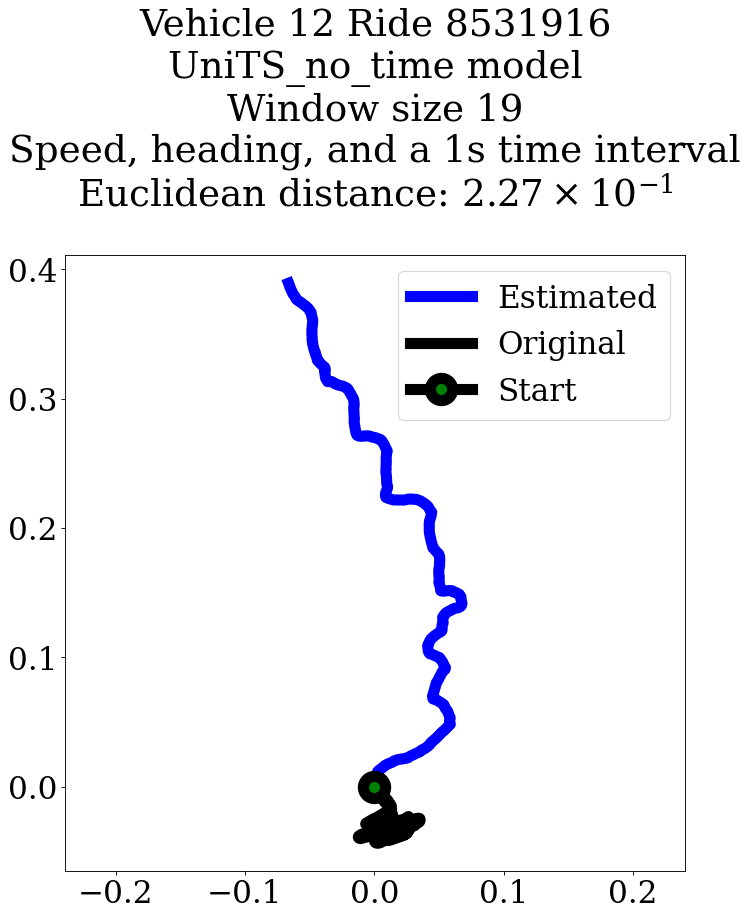 Vehicle 12 Ride 8531916
UniTS_no_time model
Window size 19
Speed, heading, and a 1s time interval
Euclidean distance: 2.27 × 10⁻¹
Estimated
Original
Start
0.4
0.3
0.2
0.1
0.0
−0.2 −0.1 0.0 0.1 0.2